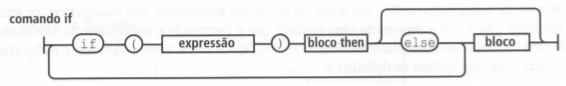 comando if
if ( expressão ) bloco then else bloco